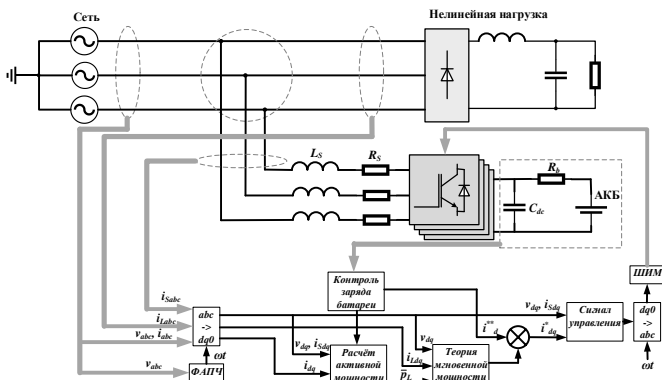 Сеть
Нелинейная нагрузка
L_S
R_S
R_b
АКБ
C_dc
ШИМ
Контроль
заряда
батареи
i_Sabc
i_Labc
v_abc, i_abc
v_abc
abc
->
dq0
ωt
ФАПЧ
v_dq, i_Sdq
i_dq
Расчёт
активной
мощности
v_dq
i_Ldq
p̅_L
Теория
мгновенной
мощности
i**_d
i*_dq
v_dq, i_Sdq
Сигнал
управления
dq0
->
abc
ωt